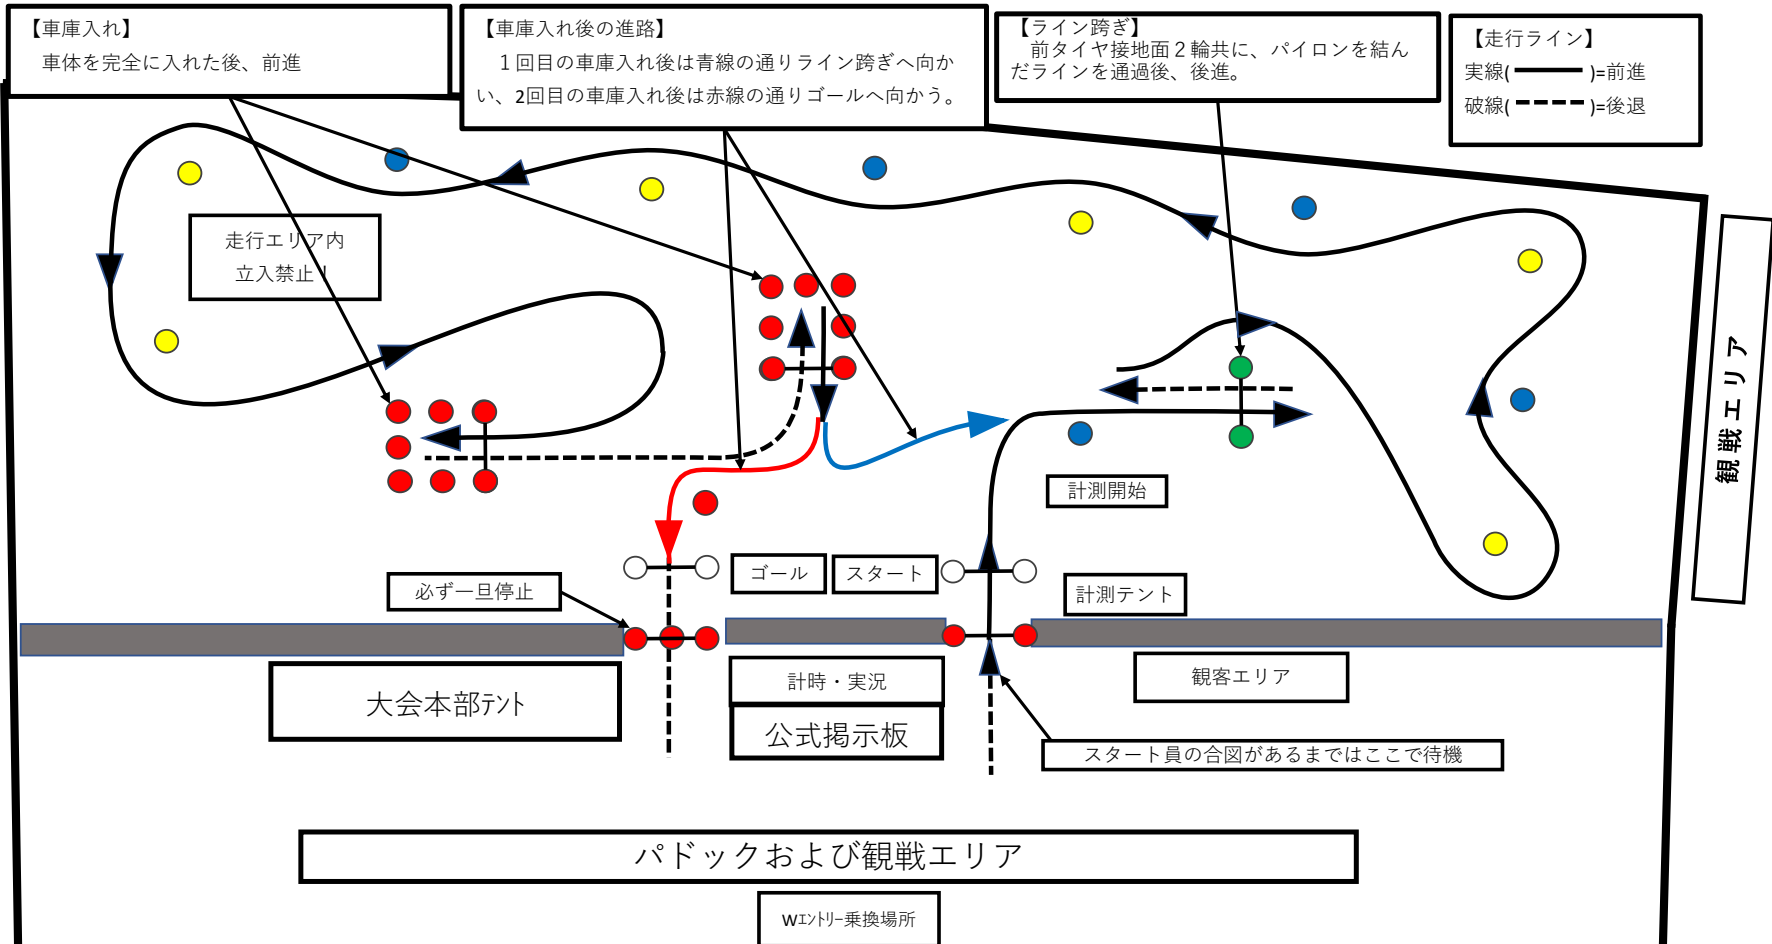 【車庫入れ】
車体を完全に入れた後、前進
【車庫入れ後の進路】
１回目の車庫入れ後は青線の通りライン跨ぎへ向か
い、2回目の車庫入れ後は赤線の通りゴールへ向かう。
【ライン跨ぎ】
前タイヤ接地面２輪共に、パイロンを結ん
だラインを通過後、後進。
【走行ライン】
実線( )=前進
破線( )=後退
走行エリア内
立入禁止！
観戦エリア
計測開始
ゴール
スタート
計測テント
必ず一旦停止
大会本部テント
計時・実況
公式掲示板
観客エリア
スタート員の合図があるまではここで待機
パドックおよび観戦エリア
Wエントリー乗換場所